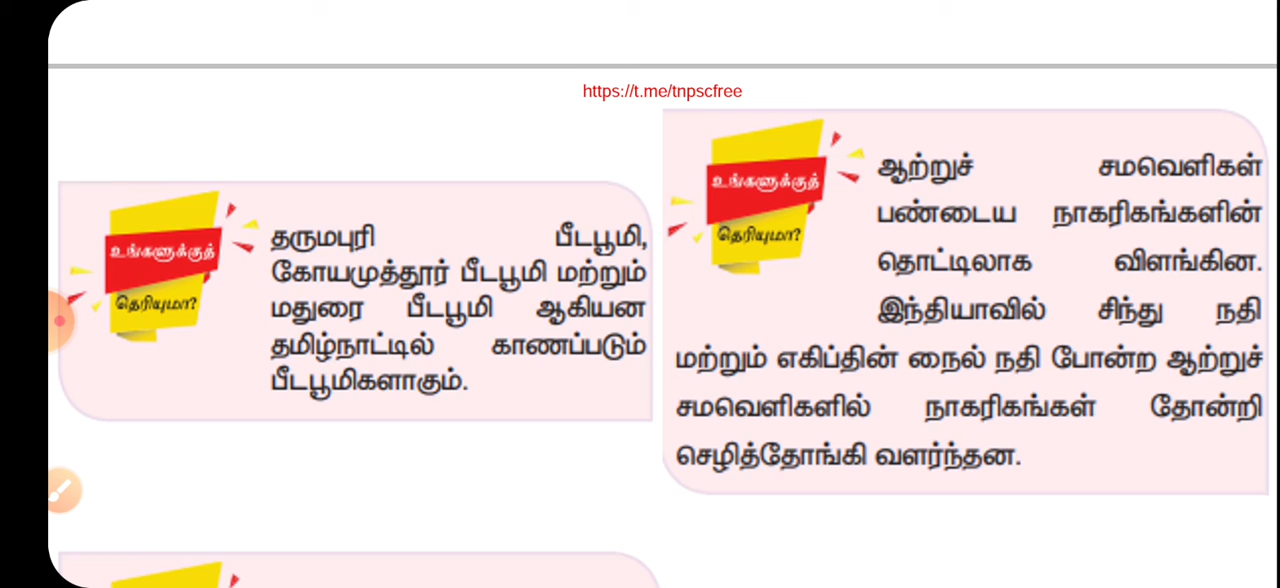 https://t.me/tnpscfree
உங்களுக்குத்
தெரியுமா?
தருமபுரி பீடபூமி,
கோயமுத்தூர் பீடபூமி மற்றும்
மதுரை பீடபூமி ஆகியன
தமிழ்நாட்டில் காணப்படும்
பீடபூமிகளாகும்.
உங்களுக்குத்
தெரியுமா?
ஆற்றுச் சமவெளிகள்
பண்டைய நாகரிகங்களின்
தொட்டிலாக விளங்கின.
இந்தியாவில் சிந்து நதி
மற்றும் எகிப்தின் நைல் நதி போன்ற ஆற்றுச்
சமவெளிகளில் நாகரிகங்கள் தோன்றி
செழித்தோங்கி வளர்ந்தன.